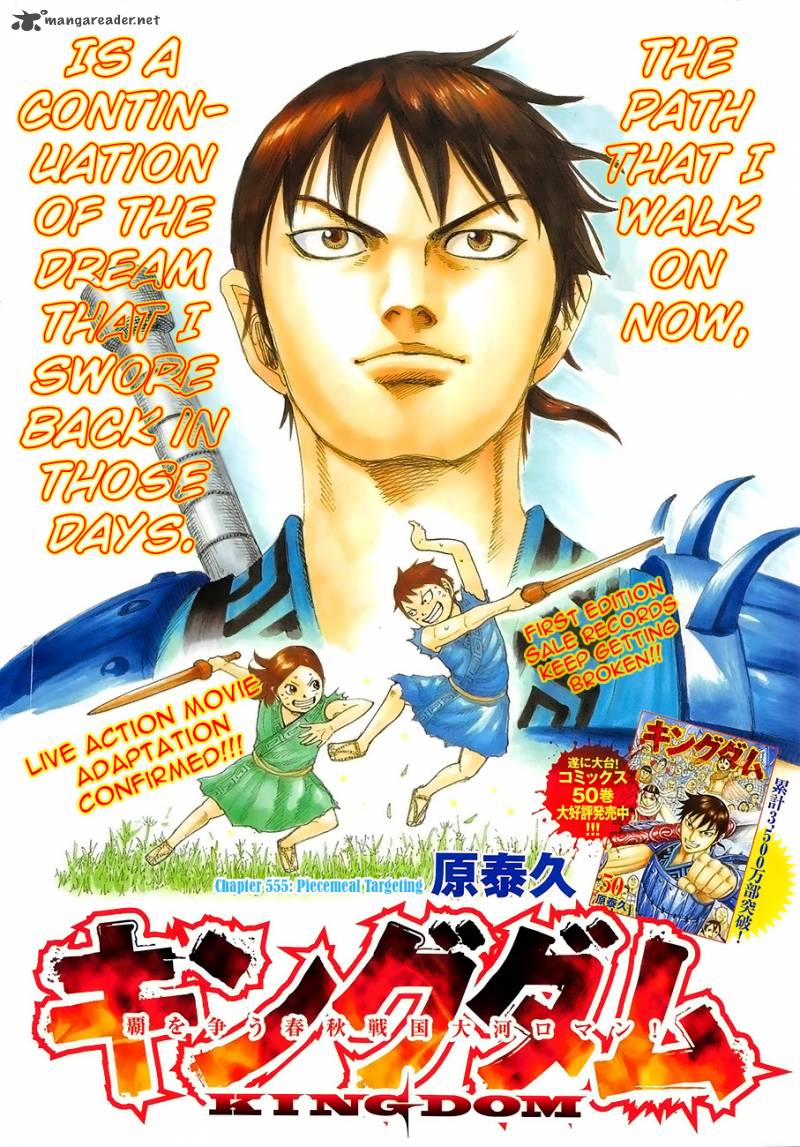 mangareader.net
THE
PATH
THAT I
WALK
ON
NOW,
IS A
CONTIN-
UATION
OF THE
DREAM
THAT I
SWORE
BACK IN
THOSE
DAYS.
FIRST EDITION
SALE RECORDS
KEEP GETTING
BROKEN!!
LIVE ACTION MOVIE
ADAPTATION
CONFIRMED!!!
キングダム
遂に大台!
コミックス
50巻
大好評発売中
!!!
累計3,500万部突破!
50
原泰久
Chapter 555: Piecemeal Targeting
原泰久
キングダム
覇を争う春秋戦国大河ロマン!
KINGDOM